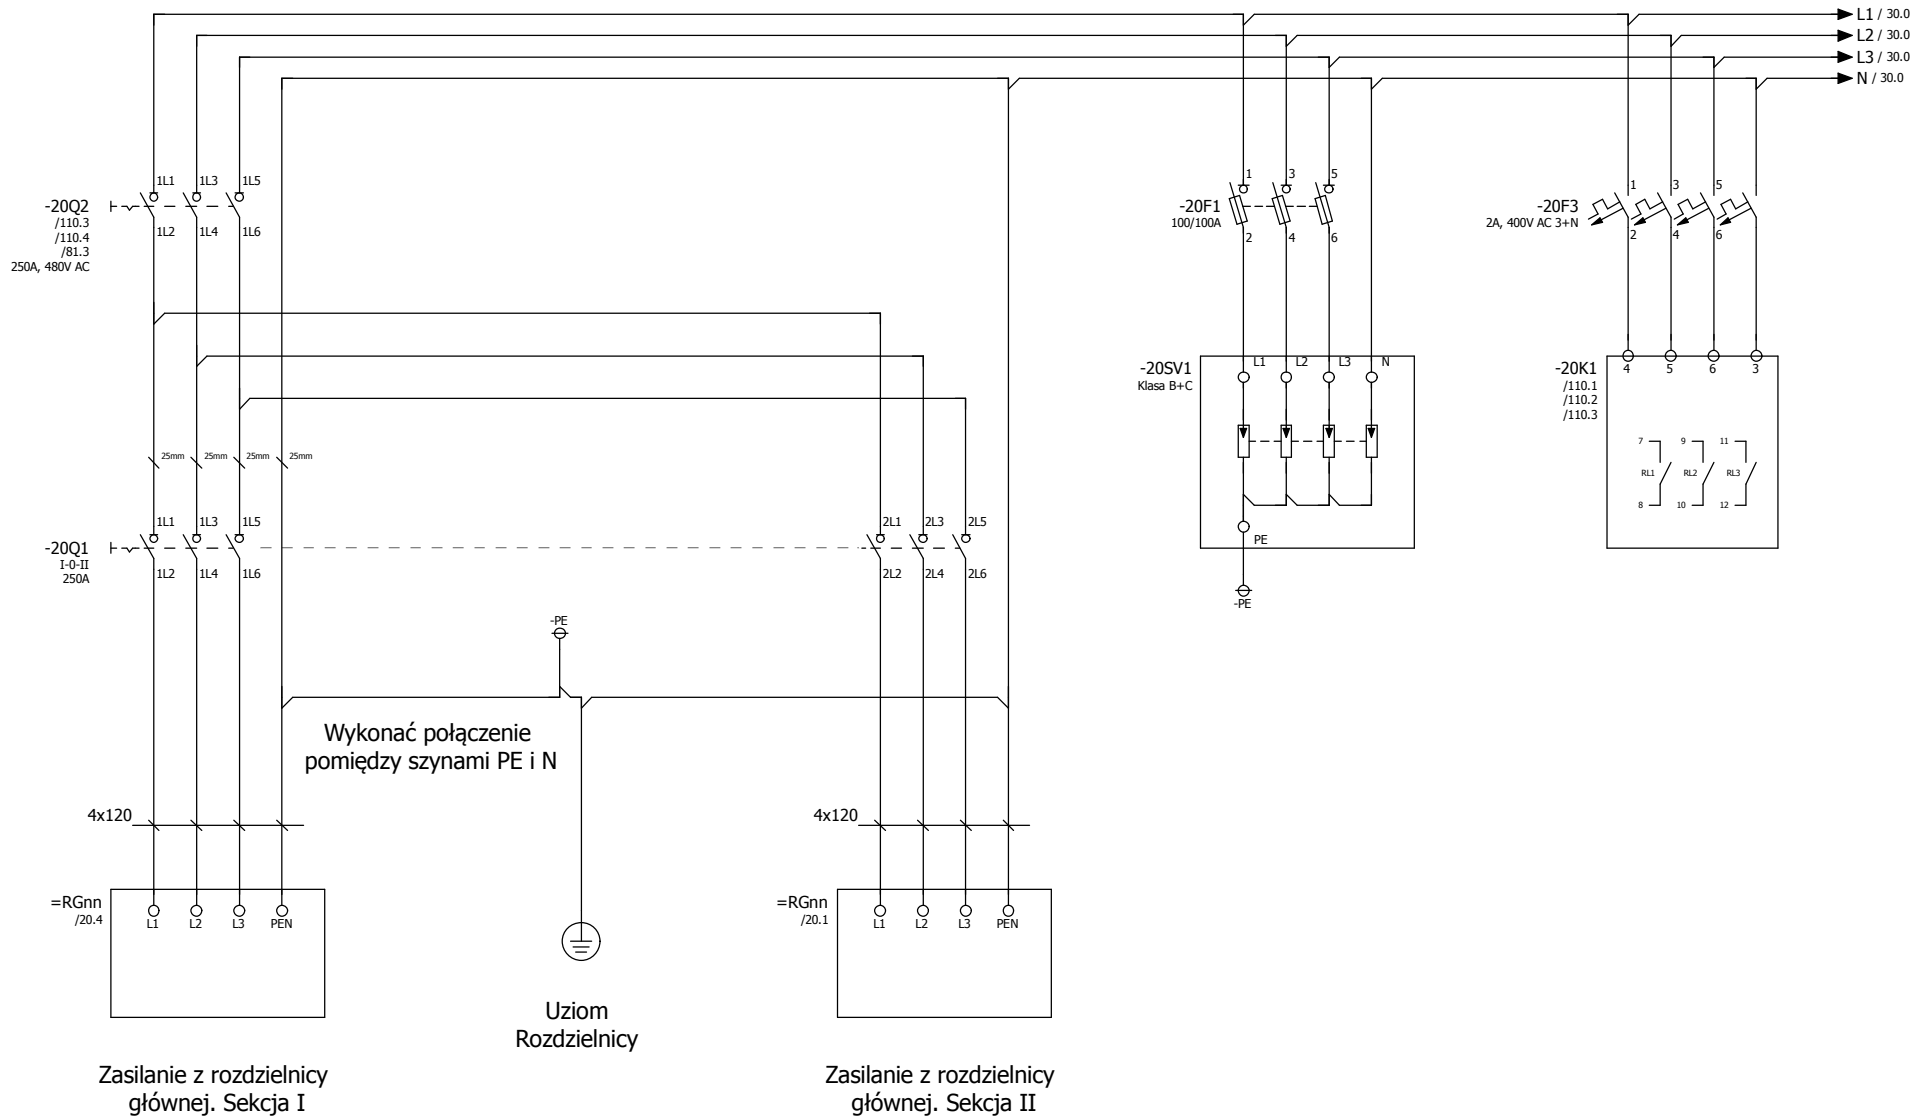 L1 / 30.0
L2 / 30.0
L3 / 30.0
N / 30.0
1L1 1L3 1L5
-20Q2
/110.3
/110.4
/81.3
250A, 480V AC
1L2 1L4 1L6
1 3 5
-20F1
100/100A
2 4 6
1 3 5
-20F3
2A, 400V AC 3+N
2 4 6
-20SV1
Klasa B+C
L1 L2 L3 N
PE
-PE
-20K1
/110.1
/110.2
/110.3
4 5 6 3
7 9 11
RL1 RL2 RL3
8 10 12
25mm 25mm 25mm 25mm
1L1 1L3 1L5
-20Q1
I-0-II
250A
1L2 1L4 1L6
2L1 2L3 2L5
2L2 2L4 2L6
-PE
Wykonać połączenie
pomiędzy szynami PE i N
4x120
4x120
=RGnn
/20.4
L1 L2 L3 PEN
=RGnn
/20.1
L1 L2 L3 PEN
Uziom
Rozdzielnicy
Zasilanie z rozdzielnicy
głównej. Sekcja I
Zasilanie z rozdzielnicy
głównej. Sekcja II